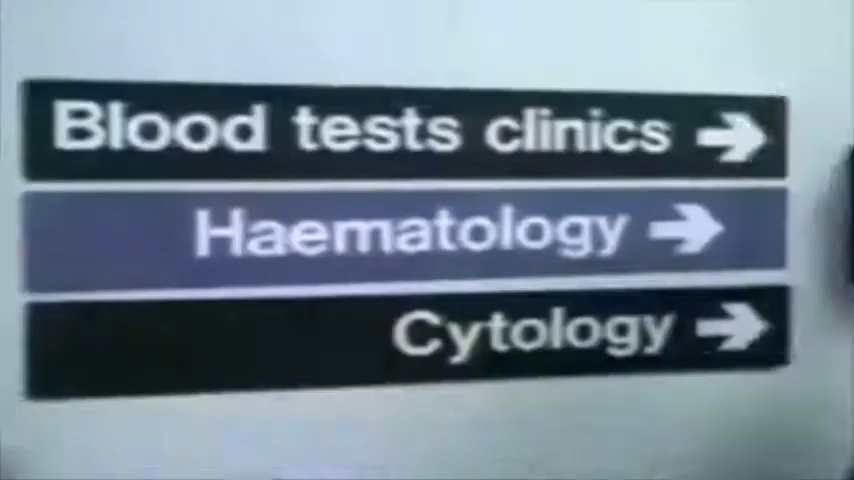 Blood tests clinics →
Haematology →
Cytology →